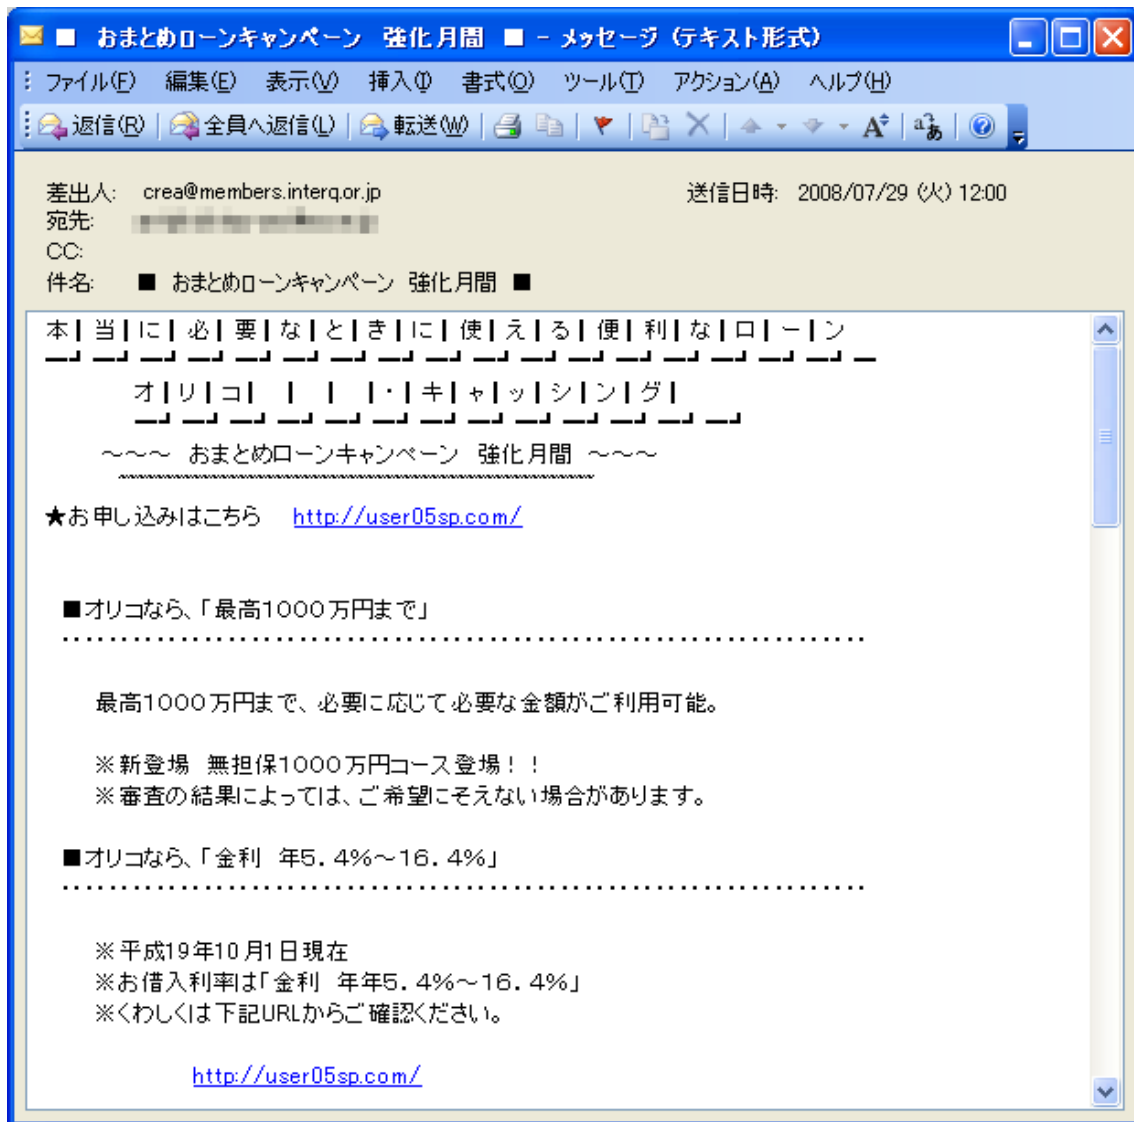 ■ おまとめローンキャンペーン 強化月間 ■ - メッセージ (テキスト形式)
ファイル(F) 編集(E) 表示(V) 挿入(I) 書式(O) ツール(T) アクション(A) ヘルプ(H)
返信(R) 全員へ返信(L) 転送(W)
差出人: crea@members.interq.or.jp 送信日時: 2008/07/29 (火) 12:00
宛先:
CC:
件名: ■ おまとめローンキャンペーン 強化月間 ■
本┃当┃に┃必┃要┃な┃と┃き┃に┃使┃え┃る┃便┃利┃な┃ロ┃ー┃ン
━┛━┛━┛━┛━┛━┛━┛━┛━┛━┛━┛━┛━┛━┛━┛━┛━┛━
オ┃リ┃コ┃ ┃ ┃ ┃・┃キ┃ャ┃ッ┃シ┃ン┃グ┃
━┛━┛━┛━┛━┛━┛━┛━┛━┛━┛━┛━┛━┛
~~~ おまとめローンキャンペーン 強化月間 ~~~
★お申し込みはこちら http://user05sp.com/
■オリコなら、「最高1000万円まで」
‥‥‥‥‥‥‥‥‥‥‥‥‥‥‥‥‥‥‥‥‥‥‥‥‥‥‥‥‥‥‥‥‥‥
最高1000万円まで、必要に応じて必要な金額がご利用可能。
※新登場 無担保1000万円コース登場!!
※審査の結果によっては、ご希望にそえない場合があります。
■オリコなら、「金利 年5.4%~16.4%」
‥‥‥‥‥‥‥‥‥‥‥‥‥‥‥‥‥‥‥‥‥‥‥‥‥‥‥‥‥‥‥‥‥‥
※平成19年10月1日現在
※お借入利率は「金利 年年5.4%~16.4%」
※くわしくは下記URLからご確認ください。
http://user05sp.com/